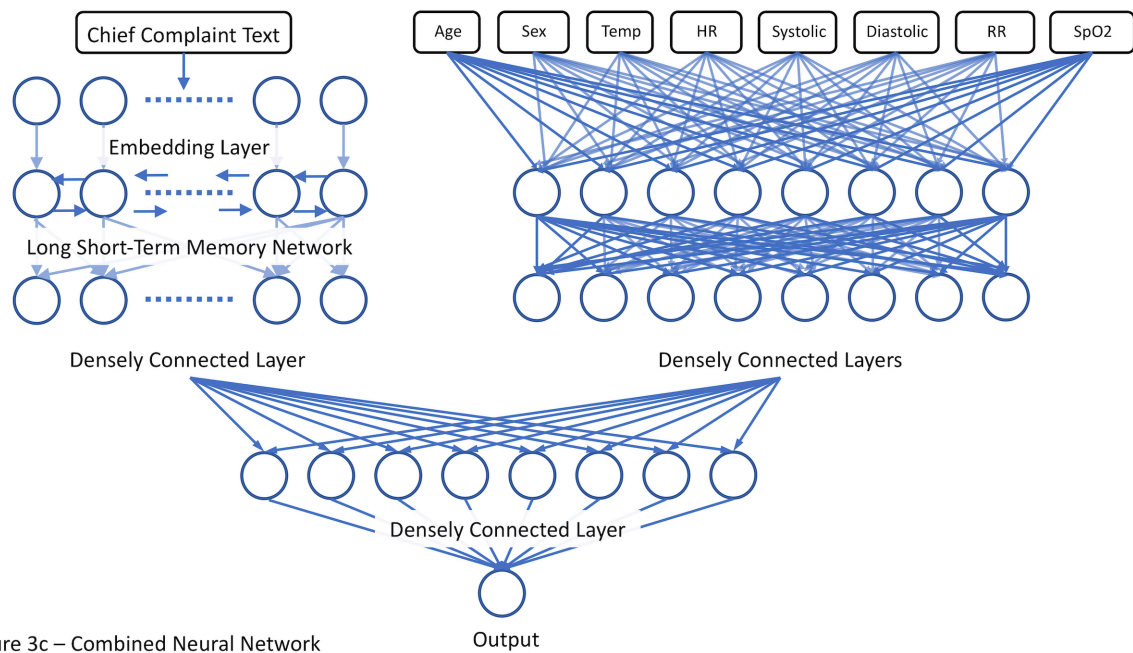 Chief Complaint Text
Age
Sex
Temp
HR
Systolic
Diastolic
RR
SpO2
Embedding Layer
Long Short-Term Memory Network
Densely Connected Layer
Densely Connected Layers
Densely Connected Layer
Output
ure 3c – Combined Neural Network